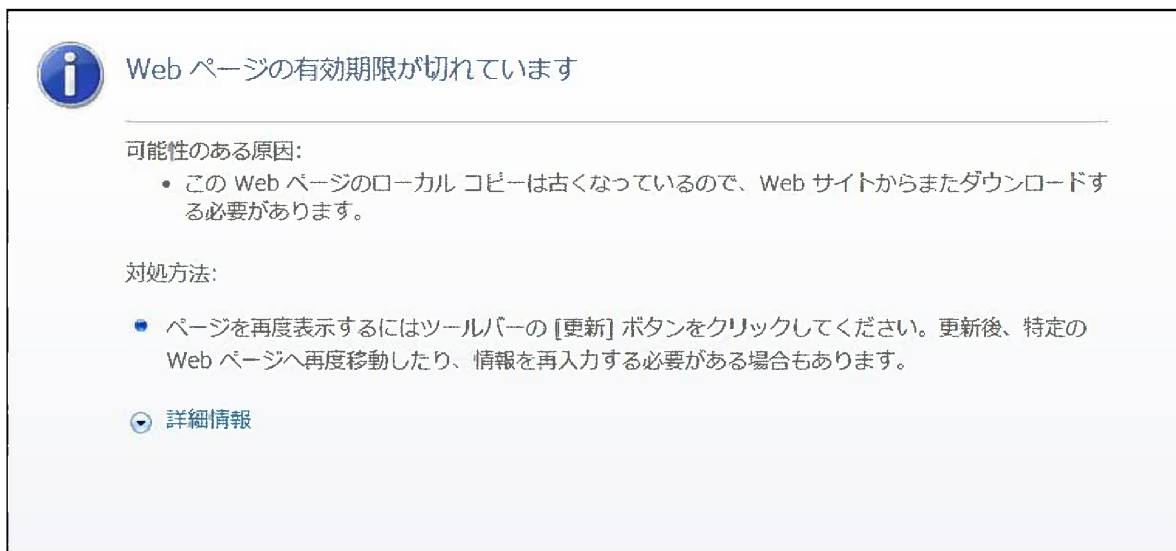 Web ページの有効期限が切れています
可能性のある原因:
• この Web ページのローカル コピーは古くなっているので、Web サイトからまたダウンロードす
る必要があります。
対処方法:
ページを再度表示するにはツールバーの [更新] ボタンをクリックしてください。更新後、特定の
Web ページへ再度移動したり、情報を再入力する必要がある場合もあります。
詳細情報